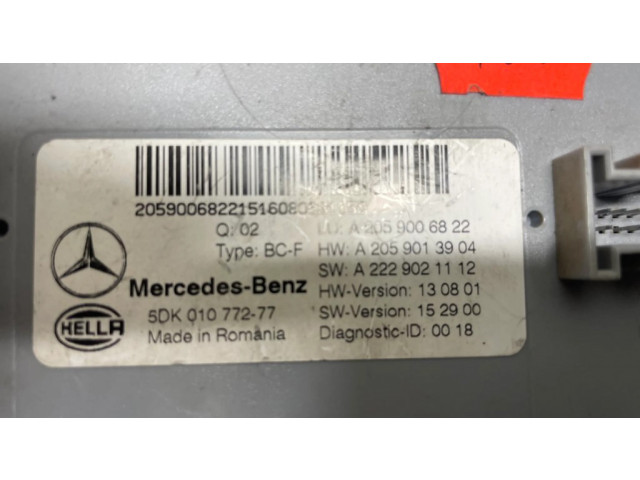 Q: 02 LU: A 205 900 68 22
Type: BC-F HW: A 205 901 39 04
SW: A 222 902 11 12
Mercedes-Benz HW-Version: 13 08 01
HELLA 5DK 010 772-77 SW-Version: 15 29 00
Made in Romania Diagnostic-ID: 00 18